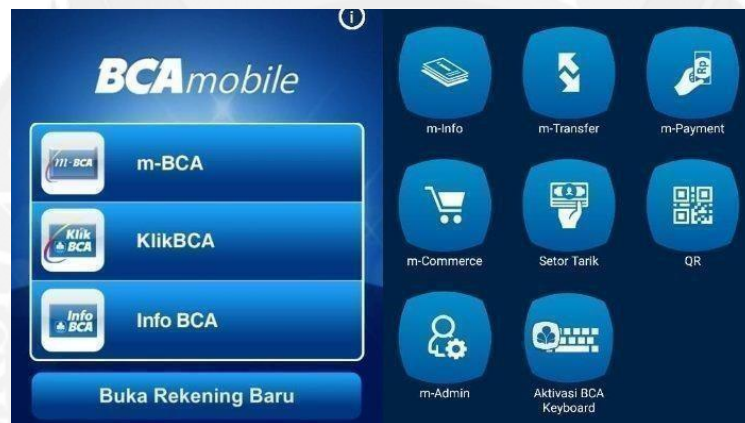 BCAmobile
m-BCA
m-BCA
Klik
BCA
KlikBCA
Info
BCA
Info BCA
Buka Rekening Baru
m-Info
m-Transfer
Rp
m-Payment
m-Commerce
Setor Tarik
QR
m-Admin
Aktivasi BCA
Keyboard